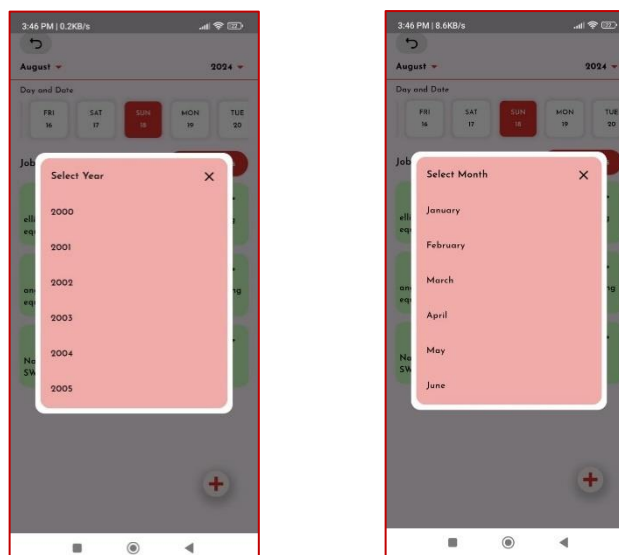 3:46 PM | 0.2KB/s
August
2024
Day and Date
FRI SAT SUN MON TUE
16 17 18 19 20
Job
Select Year
2000
2001
2002
2003
2004
2005
3:46 PM | 8.6KB/s
August
2024
Day and Date
FRI SAT SUN MON TUE
16 17 18 19 20
Job
Select Month
January
February
March
April
May
June